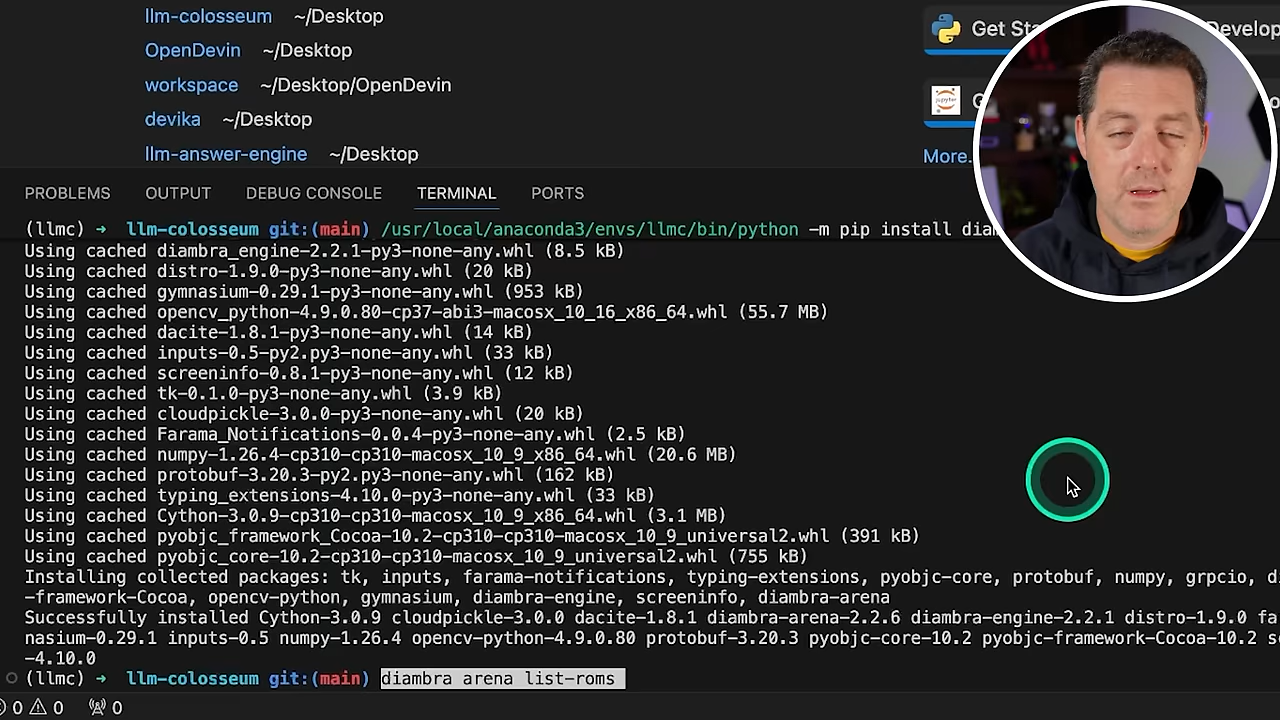 llm-colosseum ~/Desktop
OpenDevin ~/Desktop
workspace ~/Desktop/OpenDevin
devika ~/Desktop
llm-answer-engine ~/Desktop
Get Develop
jupyter
More.
PROBLEMS OUTPUT DEBUG CONSOLE TERMINAL PORTS
(llmc) ➜ llm-colosseum git:(main) /usr/local/anaconda3/envs/llmc/bin/python -m pip install
Using cached diambra_engine-2.2.1-py3-none-any.whl (8.5 kB)
Using cached distro-1.9.0-py3-none-any.whl (20 kB)
Using cached gymnasium-0.29.1-py3-none-any.whl (953 kB)
Using cached opencv_python-4.9.0.80-cp37-abi3-macosx_10_16_x86_64.whl (55.7 MB)
Using cached dacite-1.8.1-py3-none-any.whl (14 kB)
Using cached inputs-0.5-py2.py3-none-any.whl (33 kB)
Using cached screeninfo-0.8.1-py3-none-any.whl (12 kB)
Using cached tk-0.1.0-py3-none-any.whl (3.9 kB)
Using cached cloudpickle-3.0.0-py3-none-any.whl (20 kB)
Using cached Farama_Notifications-0.0.4-py3-none-any.whl (2.5 kB)
Using cached numpy-1.26.4-cp310-cp310-macosx_10_9_x86_64.whl (20.6 MB)
Using cached protobuf-3.20.3-py2.py3-none-any.whl (162 kB)
Using cached typing_extensions-4.10.0-py3-none-any.whl (33 kB)
Using cached Cython-3.0.9-cp310-cp310-macosx_10_9_x86_64.whl (3.1 MB)
Using cached pyobjc_framework_Cocoa-10.2-cp310-cp310-macosx_10_9_universal2.whl (391 kB)
Using cached pyobjc_core-10.2-cp310-cp310-macosx_10_9_universal2.whl (755 kB)
Installing collected packages: tk, inputs, farama-notifications, typing-extensions, pyobjc-core, protobuf, numpy, grpcio, d
-framework-Cocoa, opencv-python, gymnasium, diambra-engine, screeninfo, diambra-arena
Successfully installed Cython-3.0.9 cloudpickle-3.0.0 dacite-1.8.1 diambra-arena-2.2.6 diambra-engine-2.2.1 distro-1.9.0 fa
nasium-0.29.1 inputs-0.5 numpy-1.26.4 opencv-python-4.9.0.80 protobuf-3.20.3 pyobjc-core-10.2 pyobjc-framework-Cocoa-10.2 s
-4.10.0
(llmc) ➜ llm-colosseum git:(main) diambra arena list-roms
0 0 0